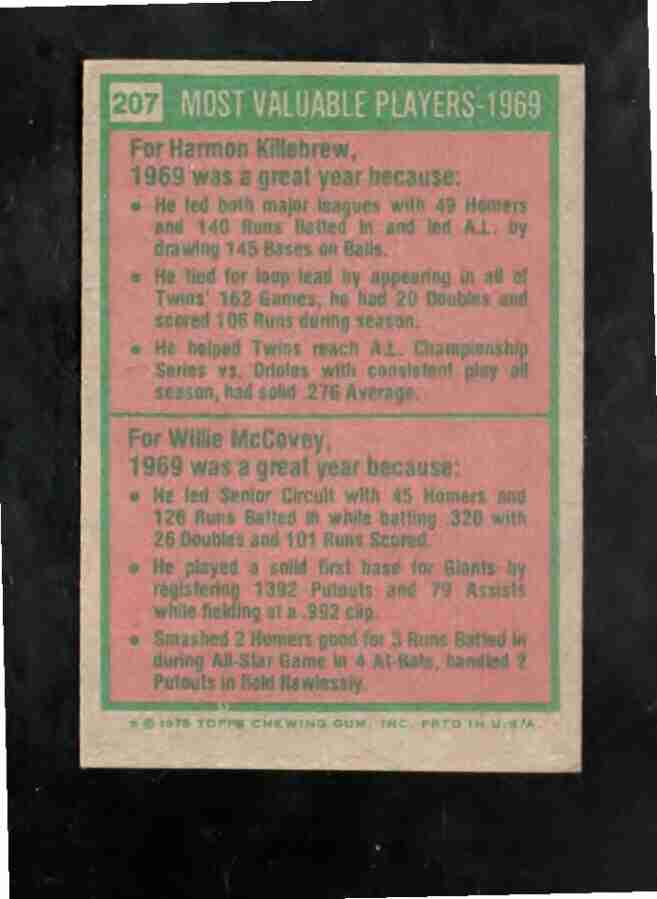 207 MOST VALUABLE PLAYERS-1969
For Harmon Killebrew,
1969 was a great year because:
• He led both major leagues with 49 Homers
and 140 Runs Batted In and led A.L. by
drawing 145 Bases on Balls.
• He tied for loop lead by appearing in all of
Twins' 162 Games, he had 20 Doubles and
scored 106 Runs during season.
• He helped Twins reach A.L. Championship
Series vs. Orioles with consistent play all
season, had solid .276 Average.
For Willie McCovey,
1969 was a great year because:
• He led Senior Circuit with 45 Homers and
126 Runs Batted In while batting .320 with
26 Doubles and 101 Runs Scored.
• He played a solid first base for Giants by
registering 1392 Putouts and 79 Assists
while fielding at a .992 clip.
• Smashed 2 Homers good for 3 Runs Batted In
during All-Star Game in 4 At-Bats, handled 2
Putouts in field flawlessly.
© 1975 TOPPS CHEWING GUM, INC. PRTD IN U.S.A.